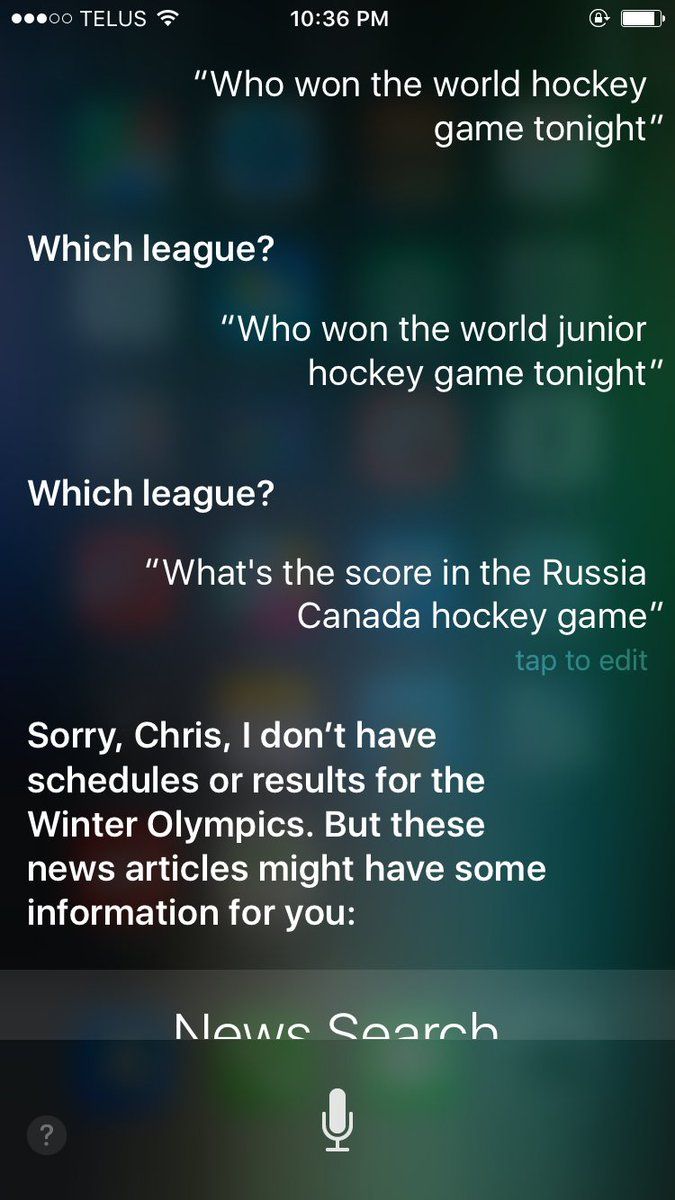 TELUS 10:36 PM
“Who won the world hockey
game tonight”
Which league?
“Who won the world junior
hockey game tonight”
Which league?
“What's the score in the Russia
Canada hockey game”
tap to edit
Sorry, Chris, I don’t have
schedules or results for the
Winter Olympics. But these
news articles might have some
information for you:
News Search
?